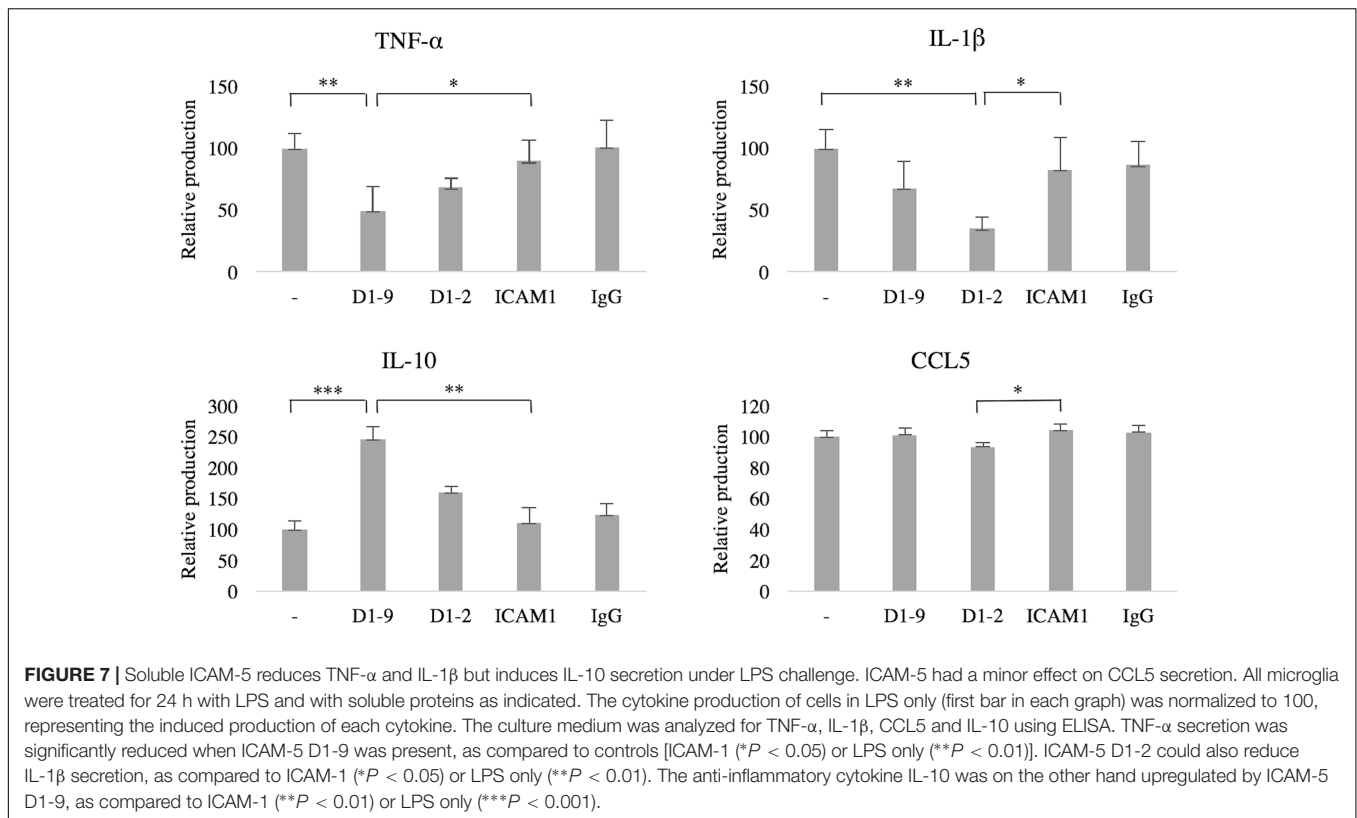 TNF-α
** *
Relative production
150
100
50
0
- D1-9 D1-2 ICAM1 IgG
IL-1β
** *
Relative production
150
100
50
0
- D1-9 D1-2 ICAM1 IgG
IL-10
*** **
Relative production
300
250
200
150
100
50
0
- D1-9 D1-2 ICAM1 IgG
CCL5
*
Relative prduction
120
100
80
60
40
20
0
- D1-9 D1-2 ICAM1 IgG
FIGURE 7 | Soluble ICAM-5 reduces TNF-α and IL-1β but induces IL-10 secretion under LPS challenge. ICAM-5 had a minor effect on CCL5 secretion. All microglia
were treated for 24 h with LPS and with soluble proteins as indicated. The cytokine production of cells in LPS only (first bar in each graph) was normalized to 100,
representing the induced production of each cytokine. The culture medium was analyzed for TNF-α, IL-1β, CCL5 and IL-10 using ELISA. TNF-α secretion was
significantly reduced when ICAM-5 D1-9 was present, as compared to controls [ICAM-1 (*P < 0.05) or LPS only (**P < 0.01)]. ICAM-5 D1-2 could also reduce
IL-1β secretion, as compared to ICAM-1 (*P < 0.05) or LPS only (**P < 0.01). The anti-inflammatory cytokine IL-10 was on the other hand upregulated by ICAM-5
D1-9, as compared to ICAM-1 (**P < 0.01) or LPS only (***P < 0.001).